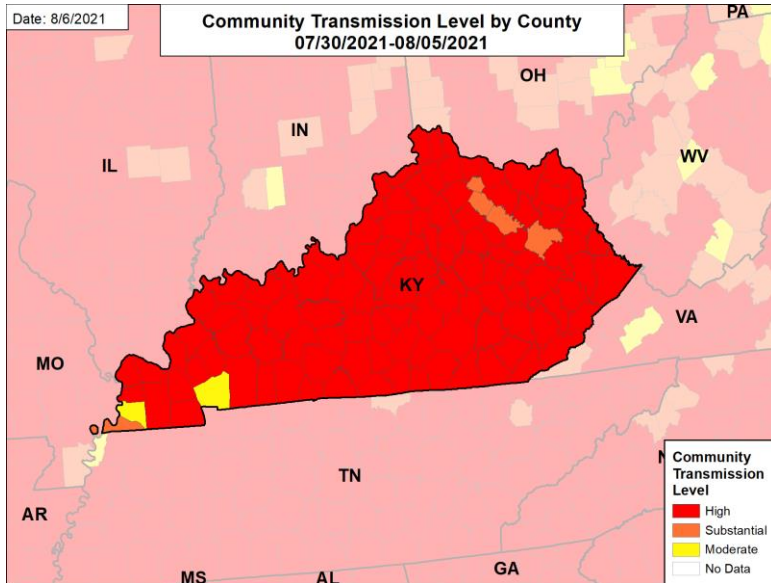 Date: 8/6/2021
Community Transmission Level by County
07/30/2021-08/05/2021
PA
OH
IN
IL
WV
KY
VA
MO
TN
N
AR
MS
AL
GA
Community
Transmission
Level
High
Substantial
Moderate
No Data